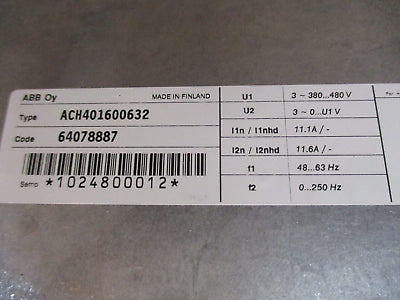 ABB Oy MADE IN FINLAND
Type ACH401600632
Code 64078887
Serno *1024800012*
U1 3 ~ 380...480 V
U2 3 ~ 0...U1 V
I1n / I1nhd 11.1A / -
I2n / I2nhd 11.6A / -
f1 48...63 Hz
f2 0...250 Hz
For